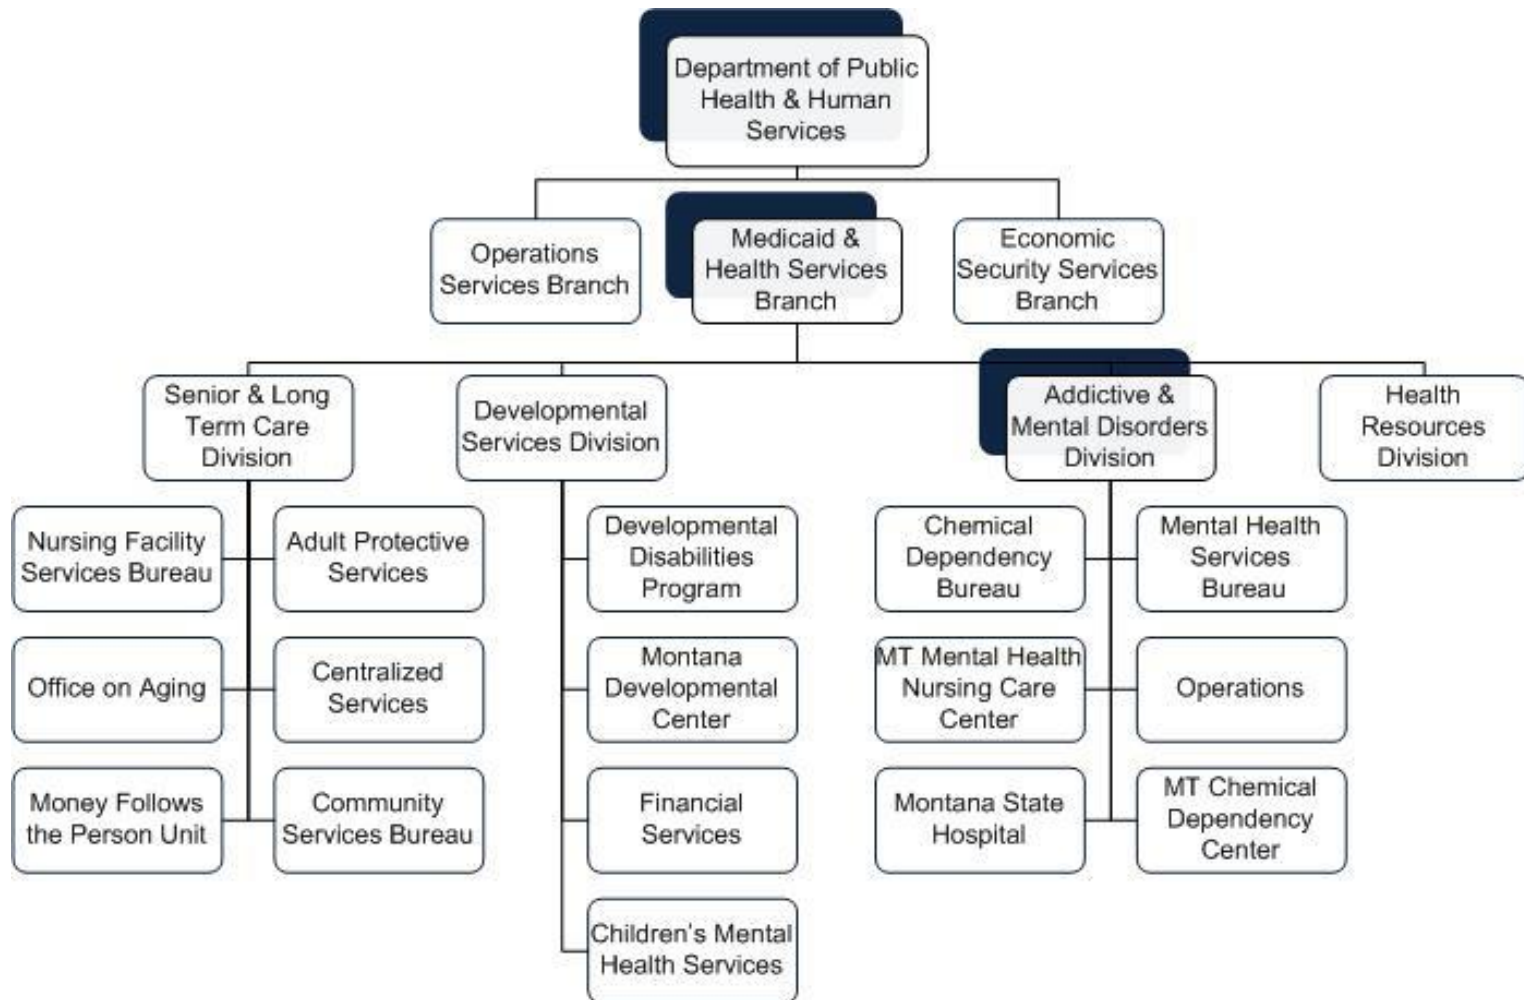 Department of Public
Health & Human
Services
Operations
Services Branch
Medicaid &
Health Services
Branch
Economic
Security Services
Branch
Senior & Long
Term Care
Division
Developmental
Services Division
Addictive &
Mental Disorders
Division
Health
Resources
Division
Nursing Facility
Services Bureau
Adult Protective
Services
Developmental
Disabilities
Program
Chemical
Dependency
Bureau
Mental Health
Services
Bureau
Office on Aging
Centralized
Services
Montana
Developmental
Center
MT Mental Health
Nursing Care
Center
Operations
Money Follows
the Person Unit
Community
Services Bureau
Financial
Services
Montana State
Hospital
MT Chemical
Dependency
Center
Children's Mental
Health Services